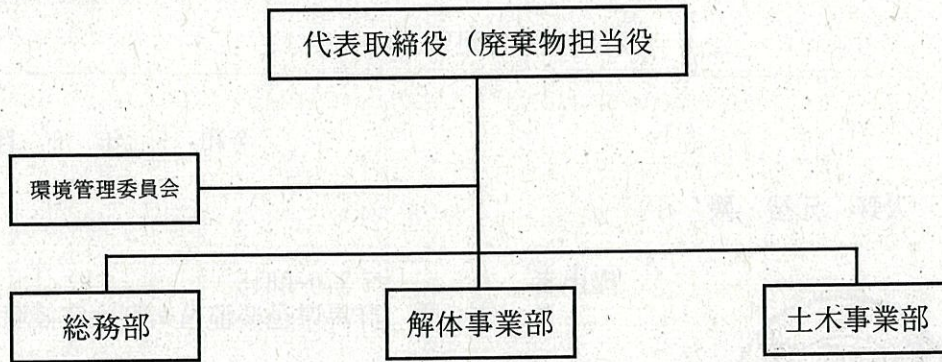 代表取締役（廃棄物担当役
環境管理委員会
総務部
解体事業部
土木事業部